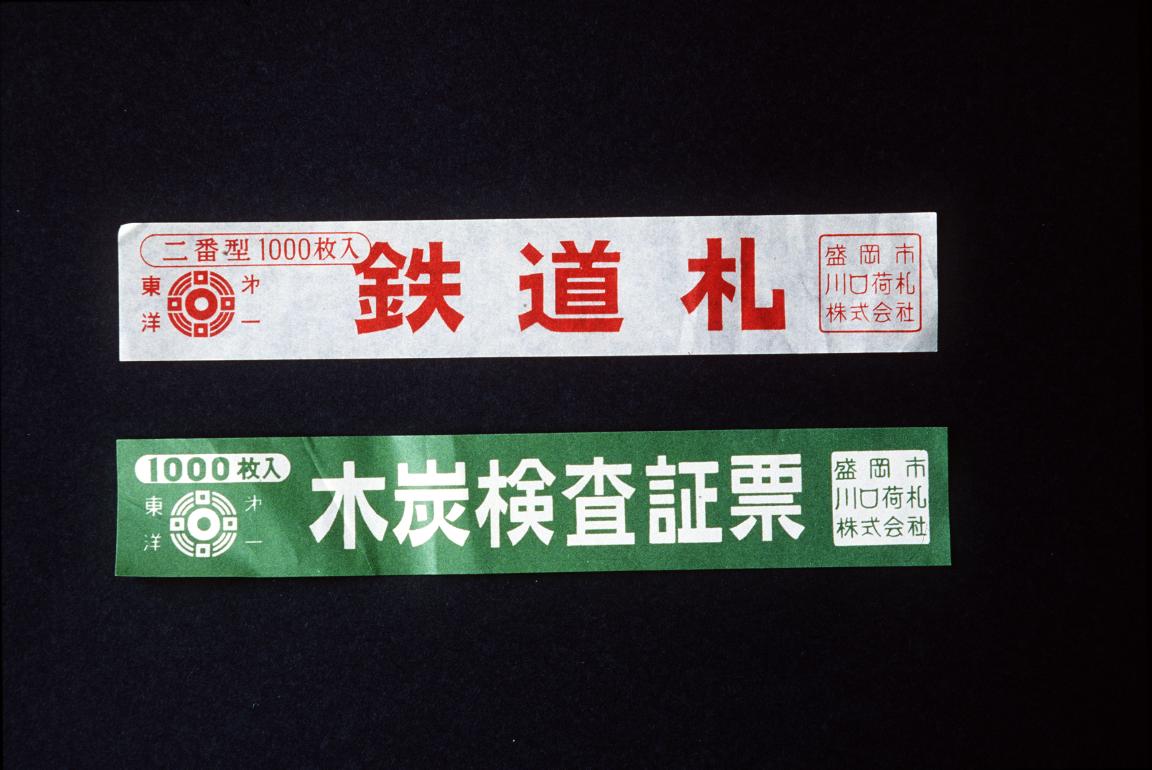 二番型 1000枚入
東洋
才一
鉄道札
盛岡市
川口荷札
株式会社
1000枚入
東洋
才一
木炭検査証票
盛岡市
川口荷札
株式会社